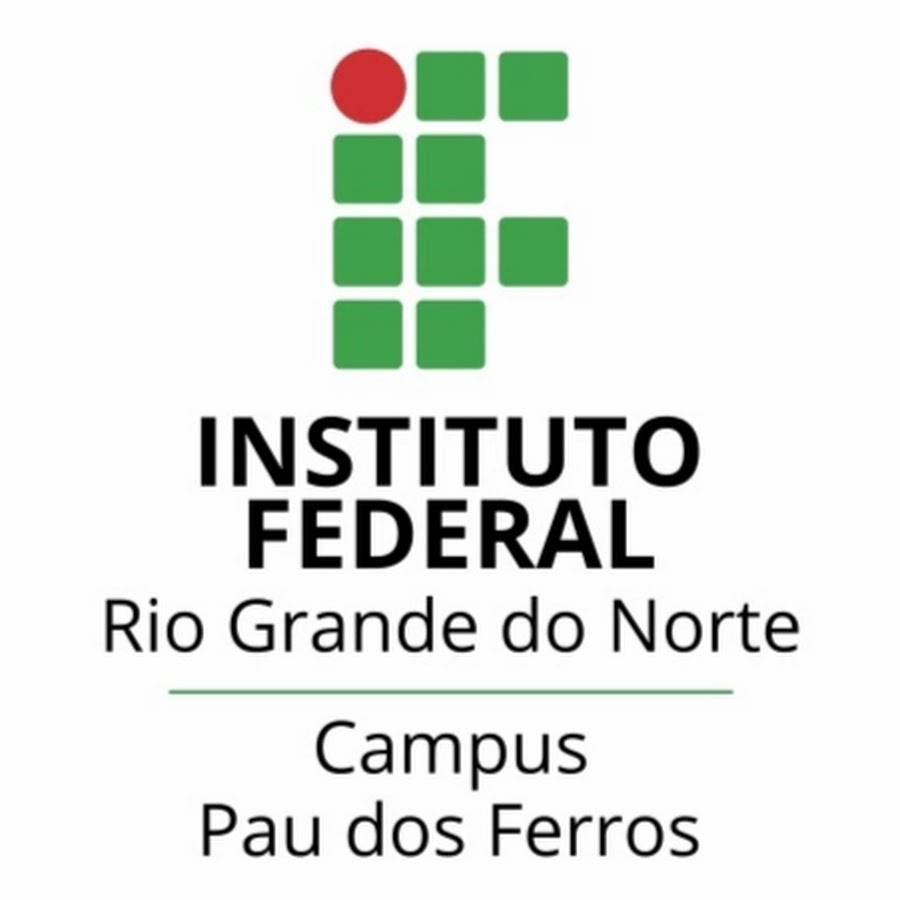 INSTITUTO
FEDERAL
Rio Grande do Norte
Campus
Pau dos Ferros